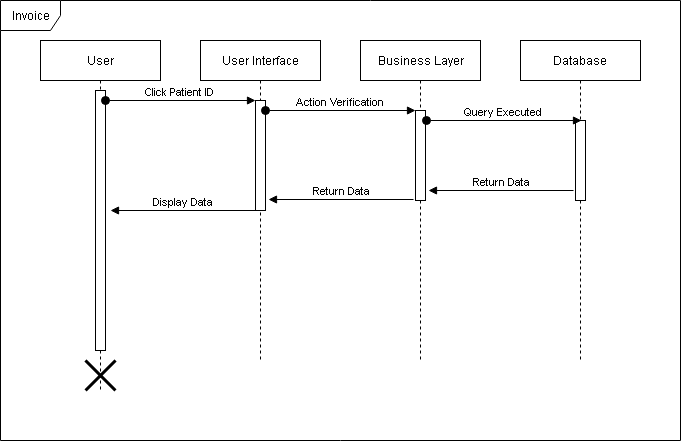 Invoice
User
User Interface
Business Layer
Database
Click Patient ID
Action Verification
Query Executed
Return Data
Return Data
Display Data